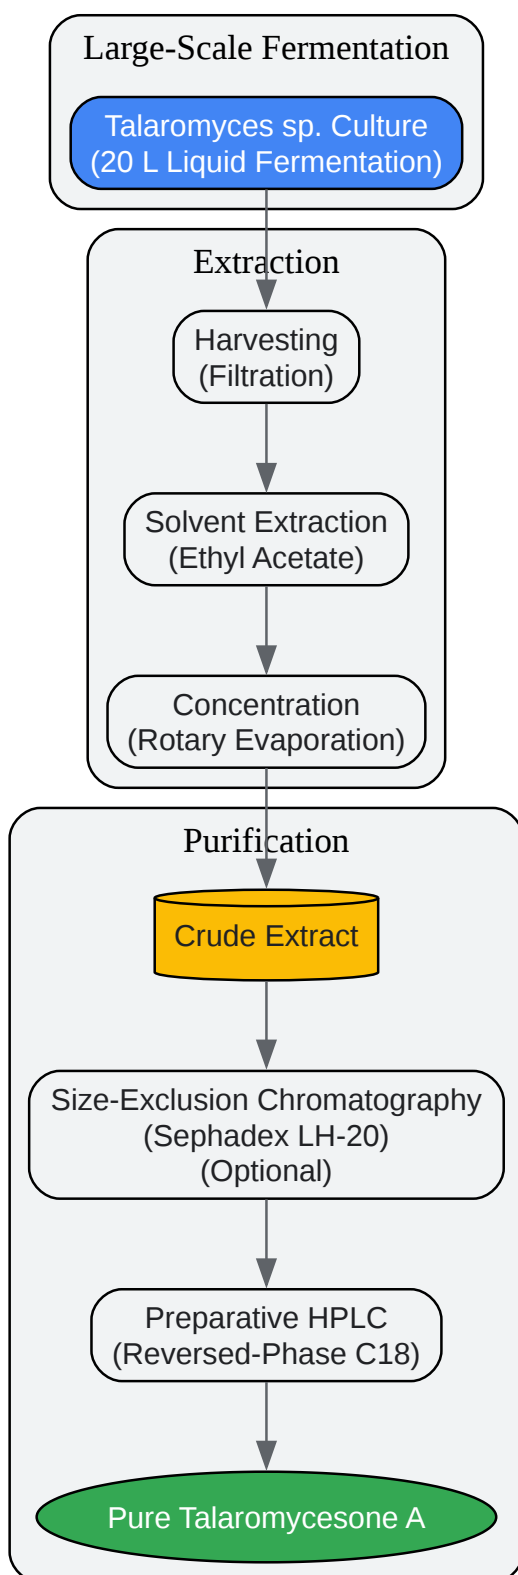 Large-Scale Fermentation
Talaromyces sp. Culture
(20 L Liquid Fermentation)
Extraction
Harvesting
(Filtration)
Solvent Extraction
(Ethyl Acetate)
Concentration
(Rotary Evaporation)
Purification
Crude Extract
Size-Exclusion Chromatography
(Sephadex LH-20)
(Optional)
Preparative HPLC
(Reversed-Phase C18)
Pure Talaromycesone A